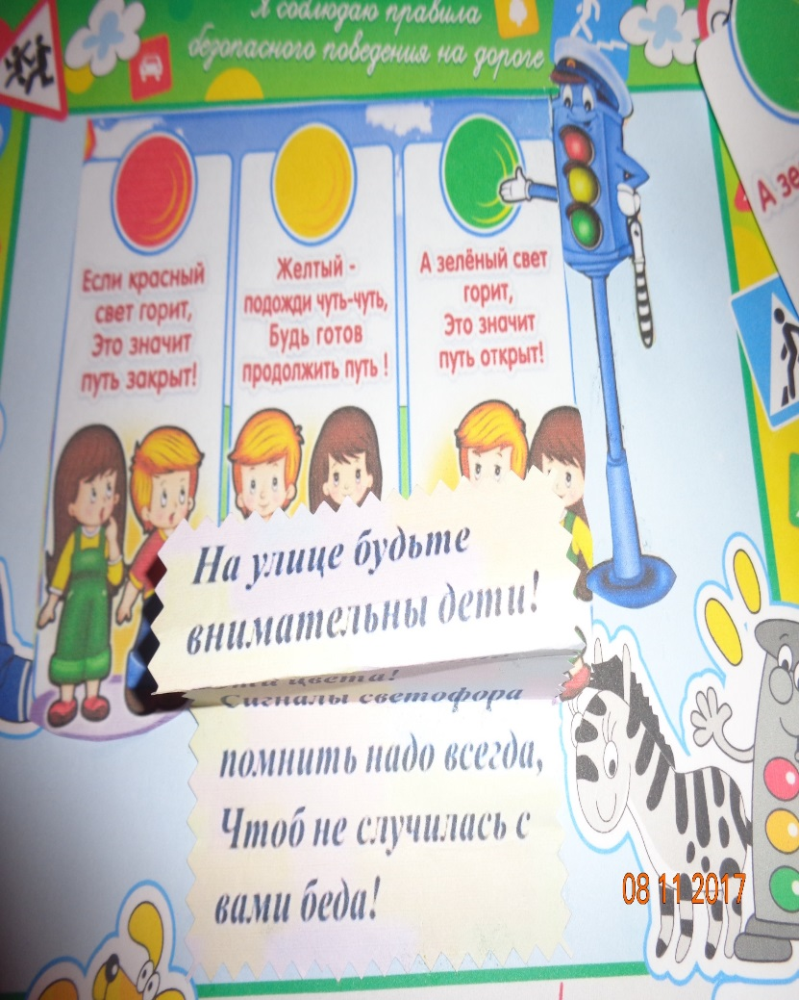 Я соблюдаю правила
безопасного поведения на дороге
Если красный
свет горит,
Это значит
путь закрыт!
Желтый -
подожди чуть-чуть,
Будь готов
продолжить путь !
А зелёный свет
горит,
Это значит
путь открыт!
А зе
На улице будьте
внимательны дети!
цвета!
Сигналы светофора
помнить надо всегда,
Чтоб не случилась с
вами беда!
08 11 2017